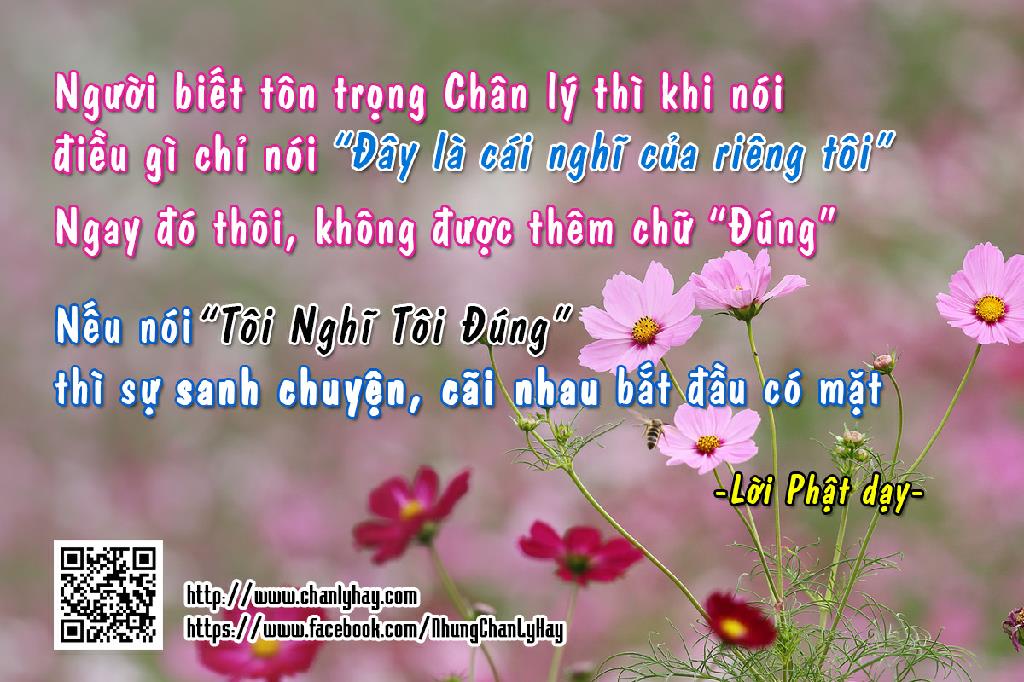 Người biết tôn trọng Chân lý thì khi nói
điều gì chỉ nói “Đây là cái nghĩ của riêng tôi”
Ngay đó thôi, không được thêm chữ “Đúng”
Nếu nói “Tôi Nghĩ Tôi Đúng”
thì sự sanh chuyện, cãi nhau bắt đầu có mặt
-Lời Phật dạy-
http://www.chanlyhay.com
https://www.facebook.com/NhungChanLyHay